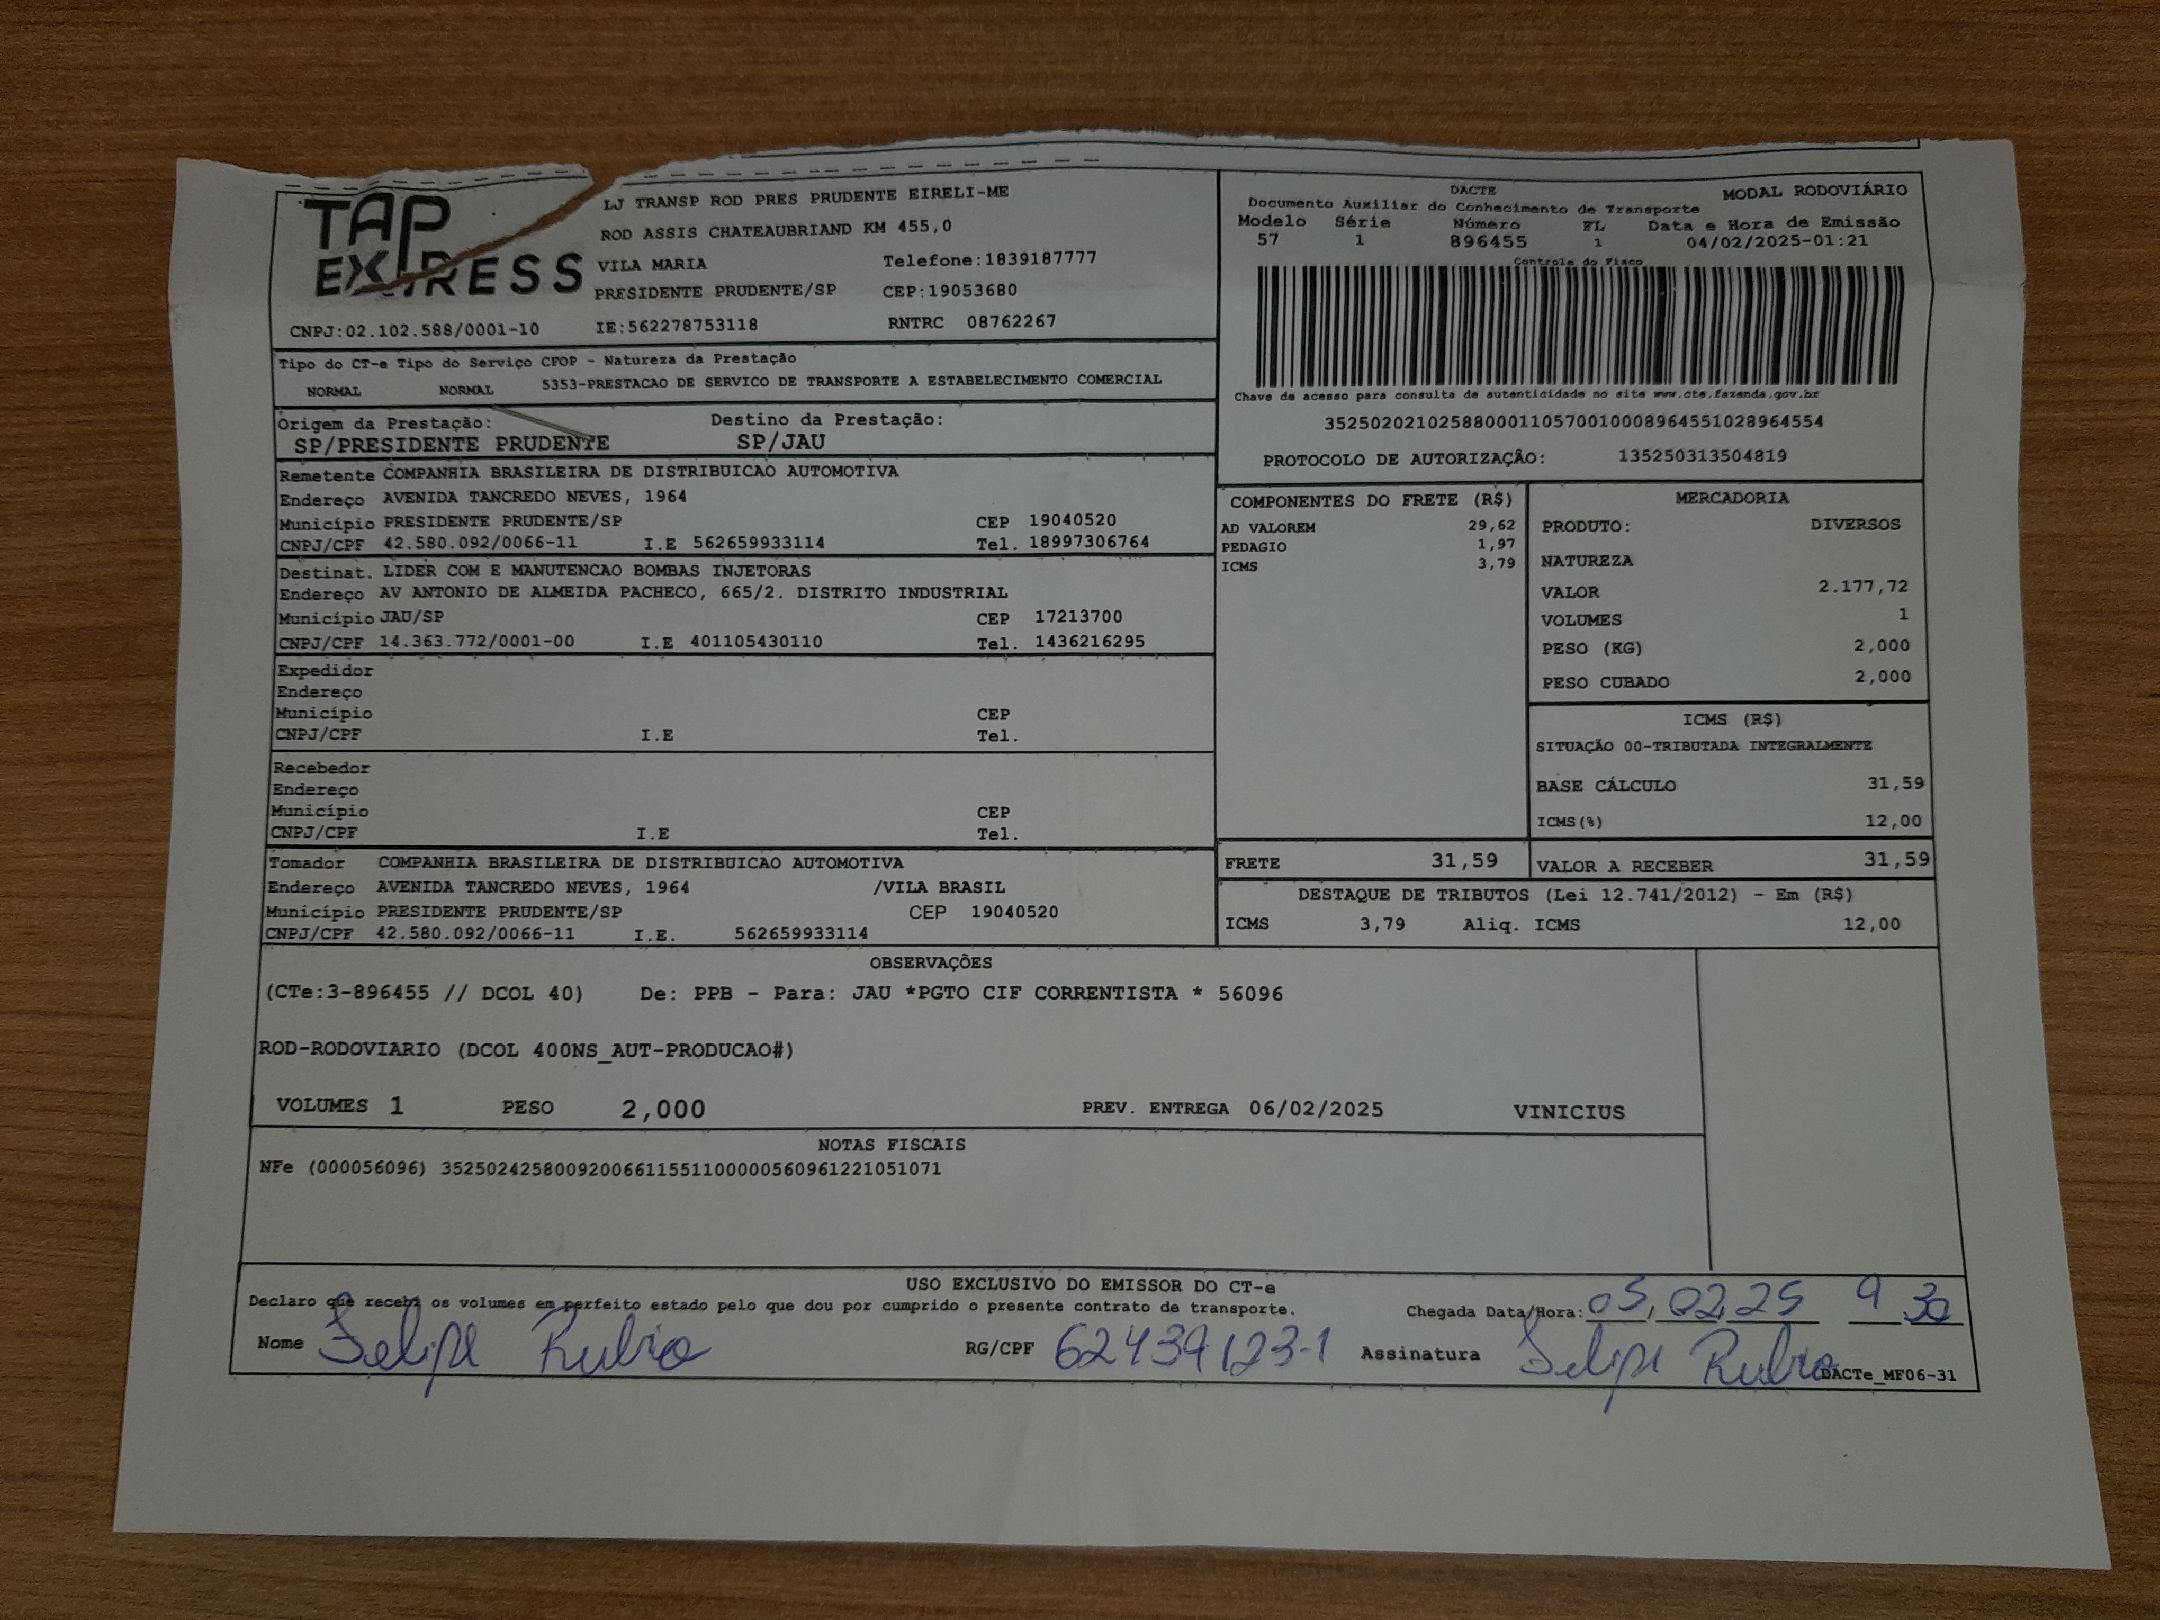 TAP EXPRESS
LJ TRANSP ROD PRES PRUDENTE EIRELI-ME
ROD ASSIS CHATEAUBRIAND KM 455,0
VILA MARIA Telefone:1839187777
PRESIDENTE PRUDENTE/SP CEP:19053680
CNPJ:02.102.588/0001-10 IE:562278753118 RNTRC 08762267
DACTE MODAL RODOVIÁRIO
Documento Auxiliar do Conhecimento de Transporte
Modelo Série Número FL Data e Hora de Emissão
57 1 896455 1 04/02/2025-01:21
Controle do Fisco
Chave de acesso para consulta de autenticidade no site www.cte.fazenda.gov.br
35250202102588000110570010008964551028964554
PROTOCOLO DE AUTORIZAÇÃO: 135250313504819
Tipo do CT-e Tipo do Serviço CFOP - Natureza da Prestação
NORMAL NORMAL 5353-PRESTACAO DE SERVICO DE TRANSPORTE A ESTABELECIMENTO COMERCIAL
Origem da Prestação: Destino da Prestação:
SP/PRESIDENTE PRUDENTE SP/JAU
Remetente COMPANHIA BRASILEIRA DE DISTRIBUICAO AUTOMOTIVA
Endereço AVENIDA TANCREDO NEVES, 1964
Município PRESIDENTE PRUDENTE/SP CEP 19040520
CNPJ/CPF 42.580.092/0066-11 I.E 562659933114 Tel. 18997306764
Destinat. LIDER COM E MANUTENCAO BOMBAS INJETORAS
Endereço AV ANTONIO DE ALMEIDA PACHECO, 665/2. DISTRITO INDUSTRIAL
Município JAU/SP CEP 17213700
CNPJ/CPF 14.363.772/0001-00 I.E 401105430110 Tel. 1436216295
Expedidor
Endereço
Município CEP
CNPJ/CPF I.E Tel.
Recebedor
Endereço
Município CEP
CNPJ/CPF I.E Tel.
Tomador COMPANHIA BRASILEIRA DE DISTRIBUICAO AUTOMOTIVA
Endereço AVENIDA TANCREDO NEVES, 1964 /VILA BRASIL
Município PRESIDENTE PRUDENTE/SP CEP 19040520
CNPJ/CPF 42.580.092/0066-11 I.E. 562659933114
COMPONENTES DO FRETE (R$)
AD VALOREM 29,62
PEDAGIO 1,97
ICMS 3,79
MERCADORIA
PRODUTO: DIVERSOS
NATUREZA
VALOR 2.177,72
VOLUMES 1
PESO (KG) 2,000
PESO CUBADO 2,000
ICMS (R$)
SITUAÇÃO 00-TRIBUTADA INTEGRALMENTE
BASE CÁLCULO 31,59
ICMS(%) 12,00
FRETE 31,59 VALOR A RECEBER 31,59
DESTAQUE DE TRIBUTOS (Lei 12.741/2012) - Em (R$)
ICMS 3,79 Aliq. ICMS 12,00
OBSERVAÇÕES
(CTe:3-896455 // DCOL 40) De: PPB - Para: JAU *PGTO CIF CORRENTISTA * 56096
ROD-RODOVIARIO (DCOL 400NS_AUT-PRODUCAO#)
VOLUMES 1 PESO 2,000 PREV. ENTREGA 06/02/2025 VINICIUS
NOTAS FISCAIS
NFe (000056096) 35250242580092006611551100000560961221051071
USO EXCLUSIVO DO EMISSOR DO CT-e
Declaro que recebi os volumes em perfeito estado pelo que dou por cumprido o presente contrato de transporte. Chegada Data/Hora: 05/02/25 9 30
Nome Felipe Rubio RG/CPF 62439123-1 Assinatura Felipe Rubio
DACTe_MF06-31